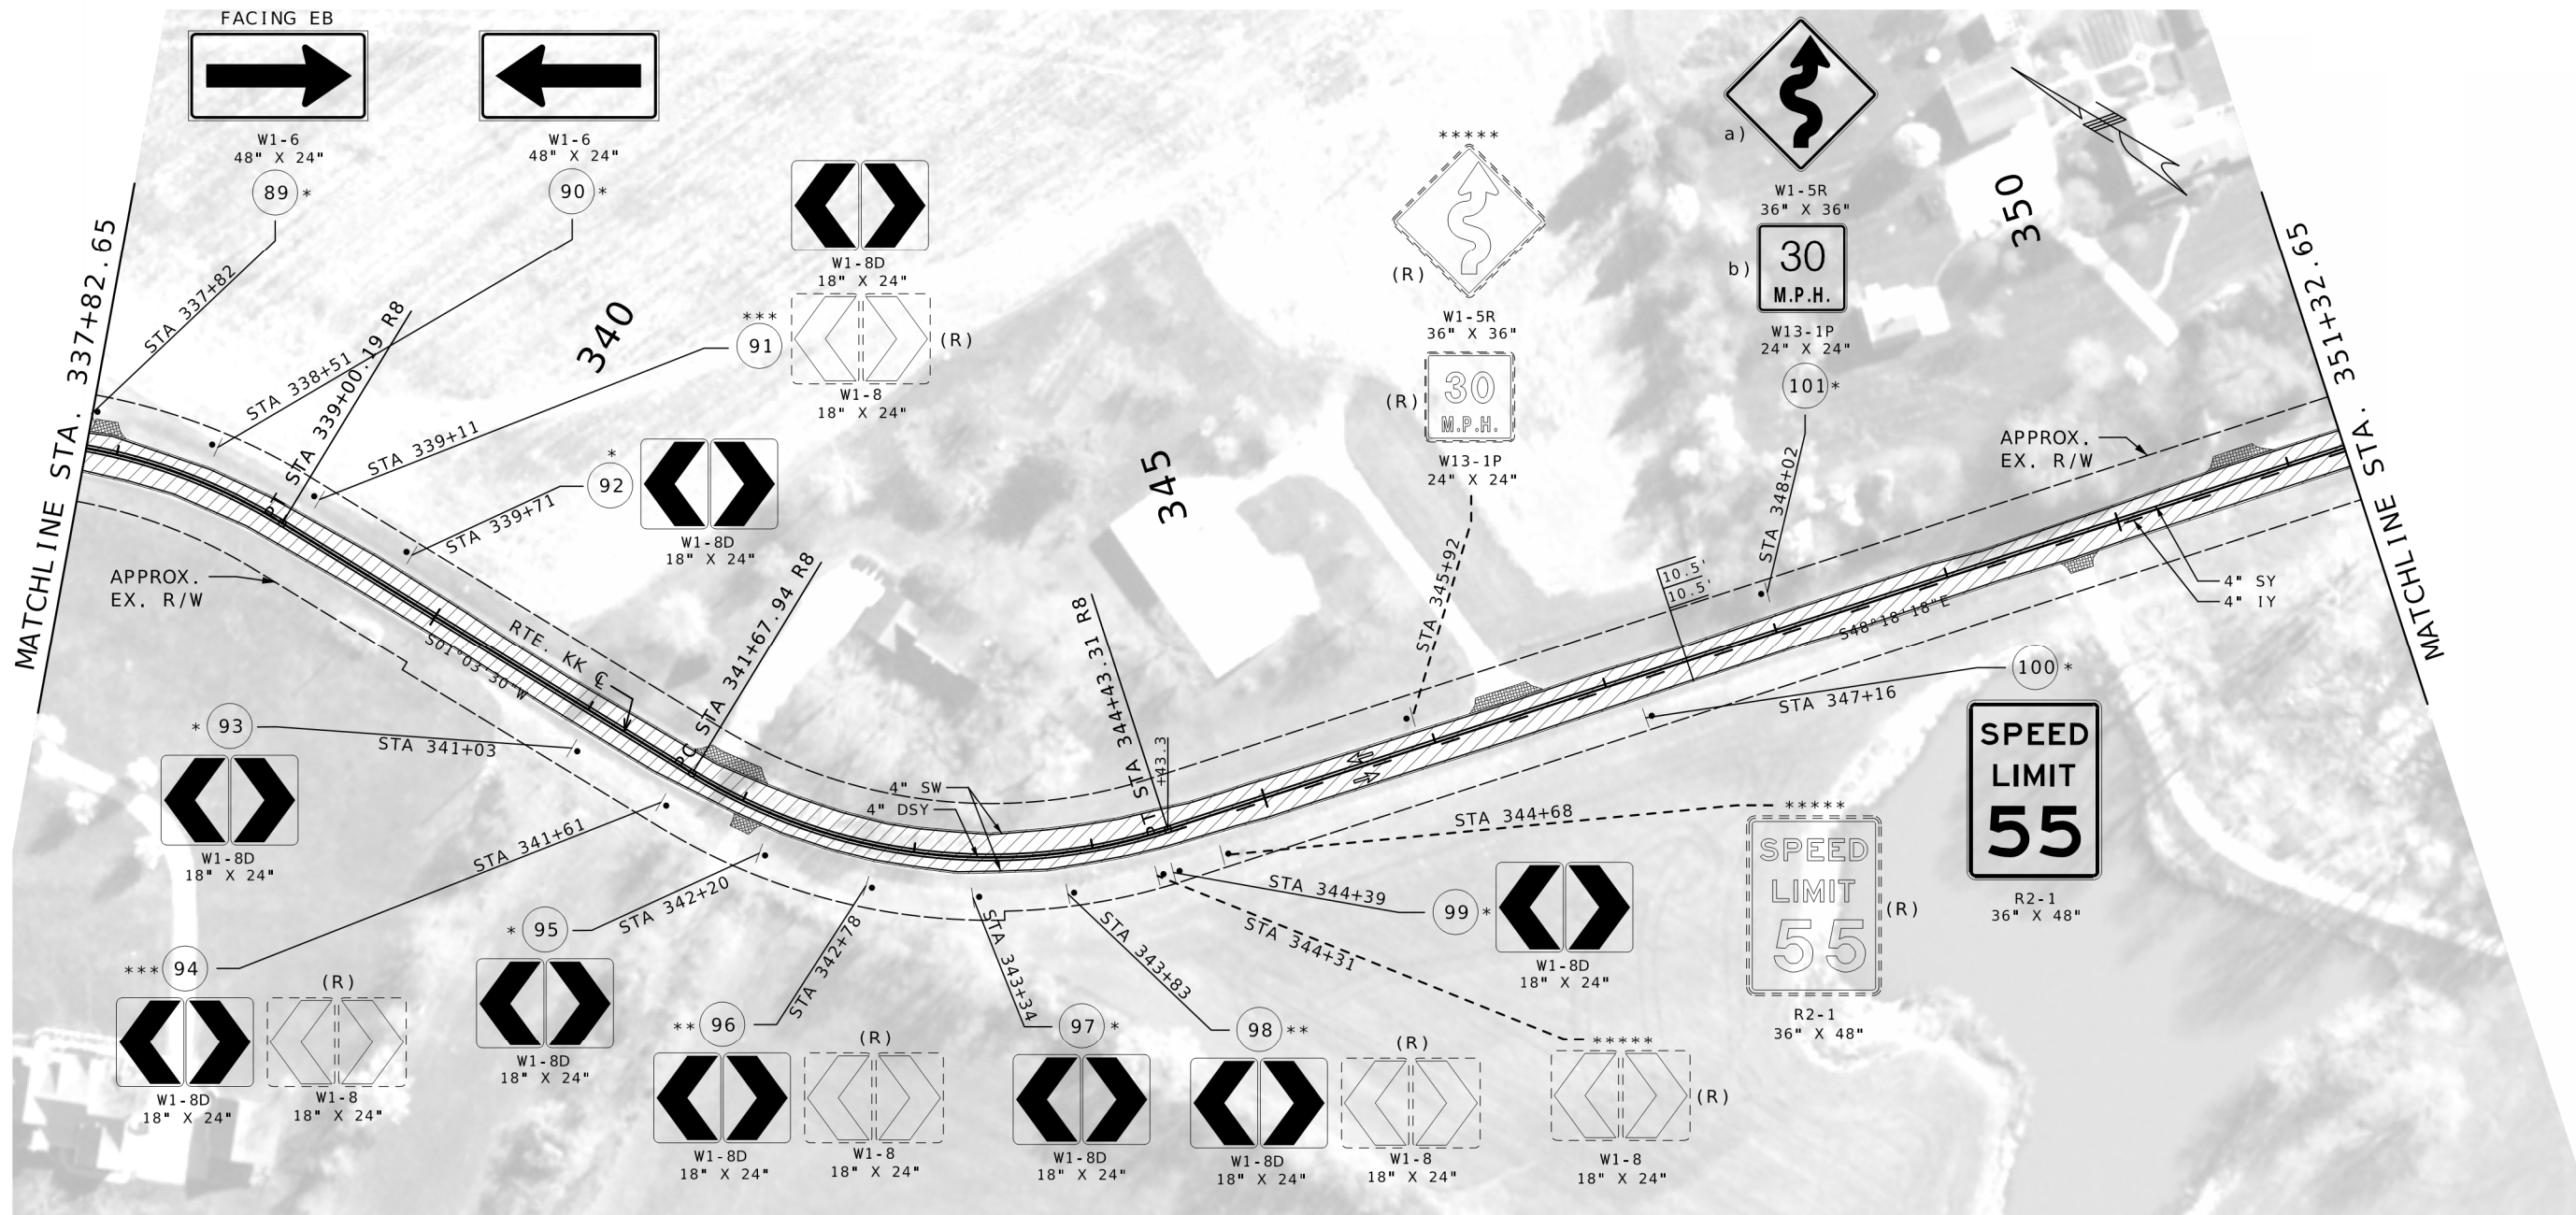 FACING EB
W1-6
48" X 24"
89 *
STA 337+82
W1-6
48" X 24"
90 *
STA 338+51
MATCHLINE STA. 337+82.65
PT STA 339+00.19 R8
340
W1-8D
18" X 24"
***
91
(R)
W1-8
18" X 24"
STA 339+11
*
92
W1-8D
18" X 24"
STA 339+71
APPROX.
EX. R/W
S01°03'30"W
RTE. KK ℄
PC STA 341+67.94 R8
345
PT STA 344+43.31 R8
+43.3
*****
(R)
W1-5R
36" X 36"
(R)
30
M.P.H.
W13-1P
24" X 24"
STA 345+92
a)
W1-5R
36" X 36"
b)
30
M.P.H.
W13-1P
24" X 24"
101 *
STA 348+02
350
MATCHLINE STA. 351+32.65
APPROX.
EX. R/W
10.5'
10.5'
S48°18'18"E
4" SY
4" IY
* 93
STA 341+03
W1-8D
18" X 24"
STA 341+61
*** 94
W1-8D
18" X 24"
(R)
W1-8
18" X 24"
STA 342+20
* 95
W1-8D
18" X 24"
4" SW
4" DSY
STA 342+78
** 96
W1-8D
18" X 24"
(R)
W1-8
18" X 24"
STA 343+34
97 *
W1-8D
18" X 24"
STA 343+83
98 **
W1-8D
18" X 24"
(R)
W1-8
18" X 24"
STA 344+39
99 *
W1-8D
18" X 24"
STA 344+31
*****
(R)
W1-8
18" X 24"
STA 344+68
*****
SPEED
LIMIT
55
(R)
R2-1
36" X 48"
STA 347+16
100 *
SPEED
LIMIT
55
R2-1
36" X 48"